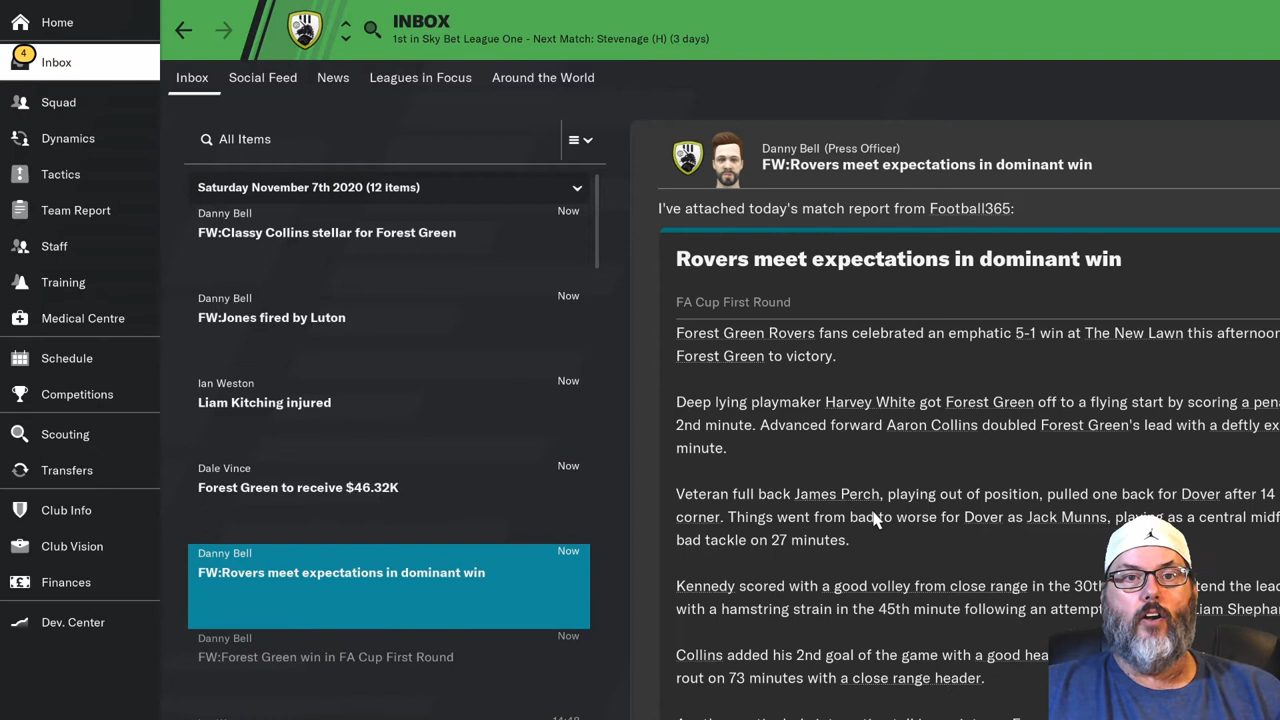 Home
4
Inbox
Squad
Dynamics
Tactics
Team Report
Staff
Training
Medical Centre
Schedule
Competitions
Scouting
Transfers
Club Info
Club Vision
Finances
Dev. Center
INBOX
1st in Sky Bet League One - Next Match: Stevenage (H) (3 days)
Inbox
Social Feed
News
Leagues in Focus
Around the World
All Items
Saturday November 7th 2020 (12 items)
Danny Bell
Now
FW:Classy Collins stellar for Forest Green
Danny Bell
Now
FW:Jones fired by Luton
Ian Weston
Now
Liam Kitching injured
Dale Vince
Now
Forest Green to receive $46.32K
Danny Bell
Now
FW:Rovers meet expectations in dominant win
Danny Bell
Now
FW:Forest Green win in FA Cup First Round
Danny Bell (Press Officer)
FW:Rovers meet expectations in dominant win
I've attached today's match report from Football365:
Rovers meet expectations in dominant win
FA Cup First Round
Forest Green Rovers fans celebrated an emphatic 5-1 win at The New Lawn this afternoon
Forest Green to victory.
Deep lying playmaker Harvey White got Forest Green off to a flying start by scoring a pen
2nd minute. Advanced forward Aaron Collins doubled Forest Green's lead with a deftly ex
minute.
Veteran full back James Perch, playing out of position, pulled one back for Dover after 14
corner. Things went from bad to worse for Dover as Jack Munns, playing as a central midf
bad tackle on 27 minutes.
Kennedy scored with a good volley from close range in the 30th tend the lea
with a hamstring strain in the 45th minute following an attempt Liam Shepha
Collins added his 2nd goal of the game with a good hea
rout on 73 minutes with a close range header.